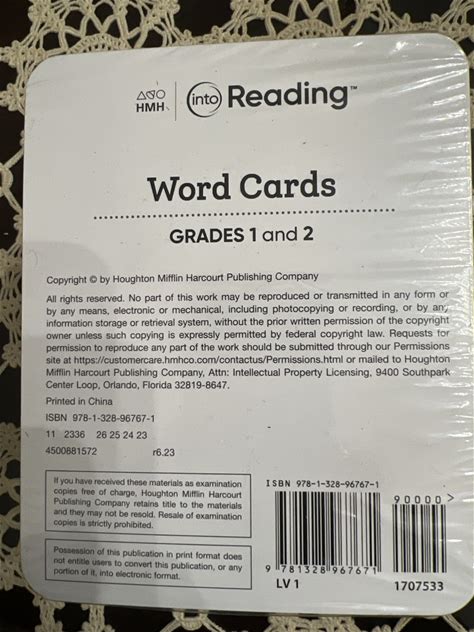 HMH into Reading™
Word Cards
GRADES 1 and 2
Copyright © by Houghton Mifflin Harcourt Publishing Company
All rights reserved. No part of this work may be reproduced or transmitted in any form or
by any means, electronic or mechanical, including photocopying or recording, or by any
information storage or retrieval system, without the prior written permission of the copyright
owner unless such copying is expressly permitted by federal copyright law. Requests for
permission to reproduce any part of the work should be submitted through our Permissions
site at https://customercare.hmhco.com/contactus/Permissions.html or mailed to Houghton
Mifflin Harcourt Publishing Company, Attn: Intellectual Property Licensing, 9400 Southpark
Center Loop, Orlando, Florida 32819-8647.
Printed in China
ISBN 978-1-328-96767-1
11 2336 26 25 24 23
4500881572 r6.23
If you have received these materials as examination
copies free of charge, Houghton Mifflin Harcourt
Publishing Company retains title to the materials
and they may not be resold. Resale of examination
copies is strictly prohibited.
Possession of this publication in print format does
not entitle users to convert this publication, or any
portion of it, into electronic format.
ISBN 978-1-328-96767-1
90000>
9 781328 967671
LV 1
1707533